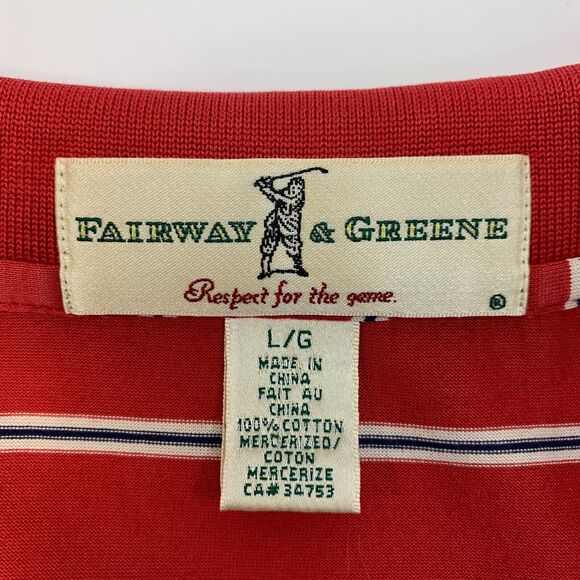 FAIRWAY & GREENE
Respect for the game.
®
L/G
MADE IN
CHINA
FAIT AU
CHINA
100% COTTON
MERCERIZED/
COTON
MERCERIZE
CA# 34753